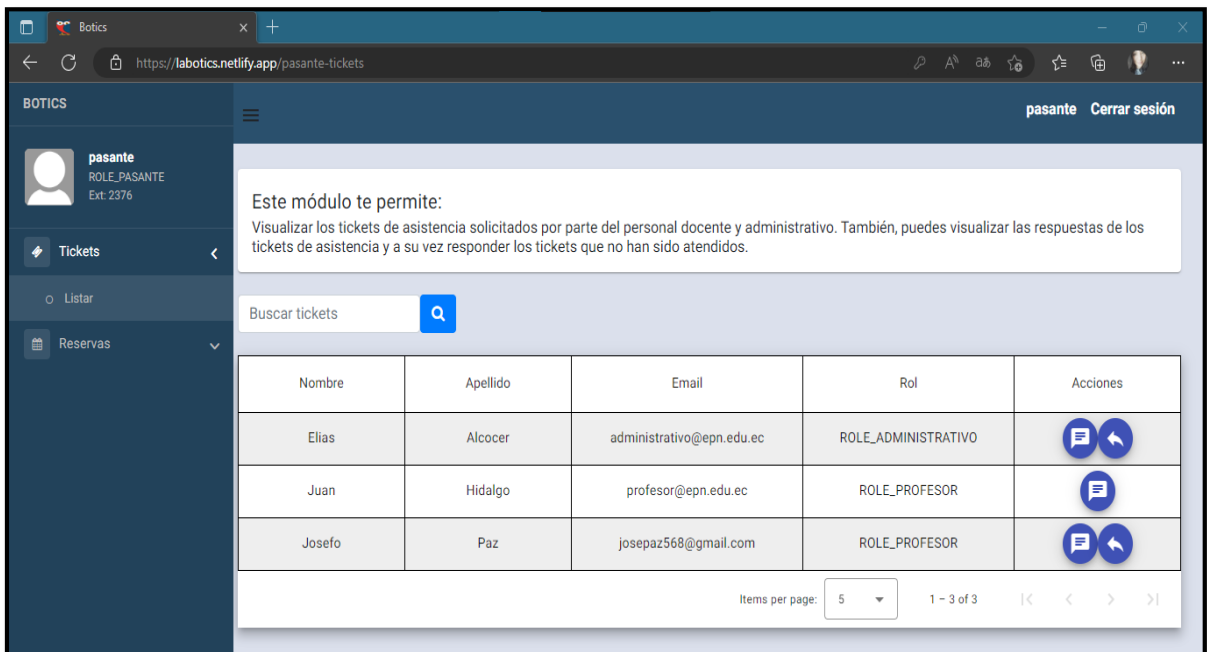 Botics
https://labotics.netlify.app/pasante-tickets
BOTICS
pasante Cerrar sesión
pasante
ROLE_PASANTE
Ext: 2376
Tickets
Listar
Reservas
Este módulo te permite:
Visualizar los tickets de asistencia solicitados por parte del personal docente y administrativo. También, puedes visualizar las respuestas de los
tickets de asistencia y a su vez responder los tickets que no han sido atendidos.
Buscar tickets
Nombre Apellido Email Rol Acciones
Elias Alcocer administrativo@epn.edu.ec ROLE_ADMINISTRATIVO
Juan Hidalgo profesor@epn.edu.ec ROLE_PROFESOR
Josefo Paz josepaz568@gmail.com ROLE_PROFESOR
Items per page: 5 1 – 3 of 3